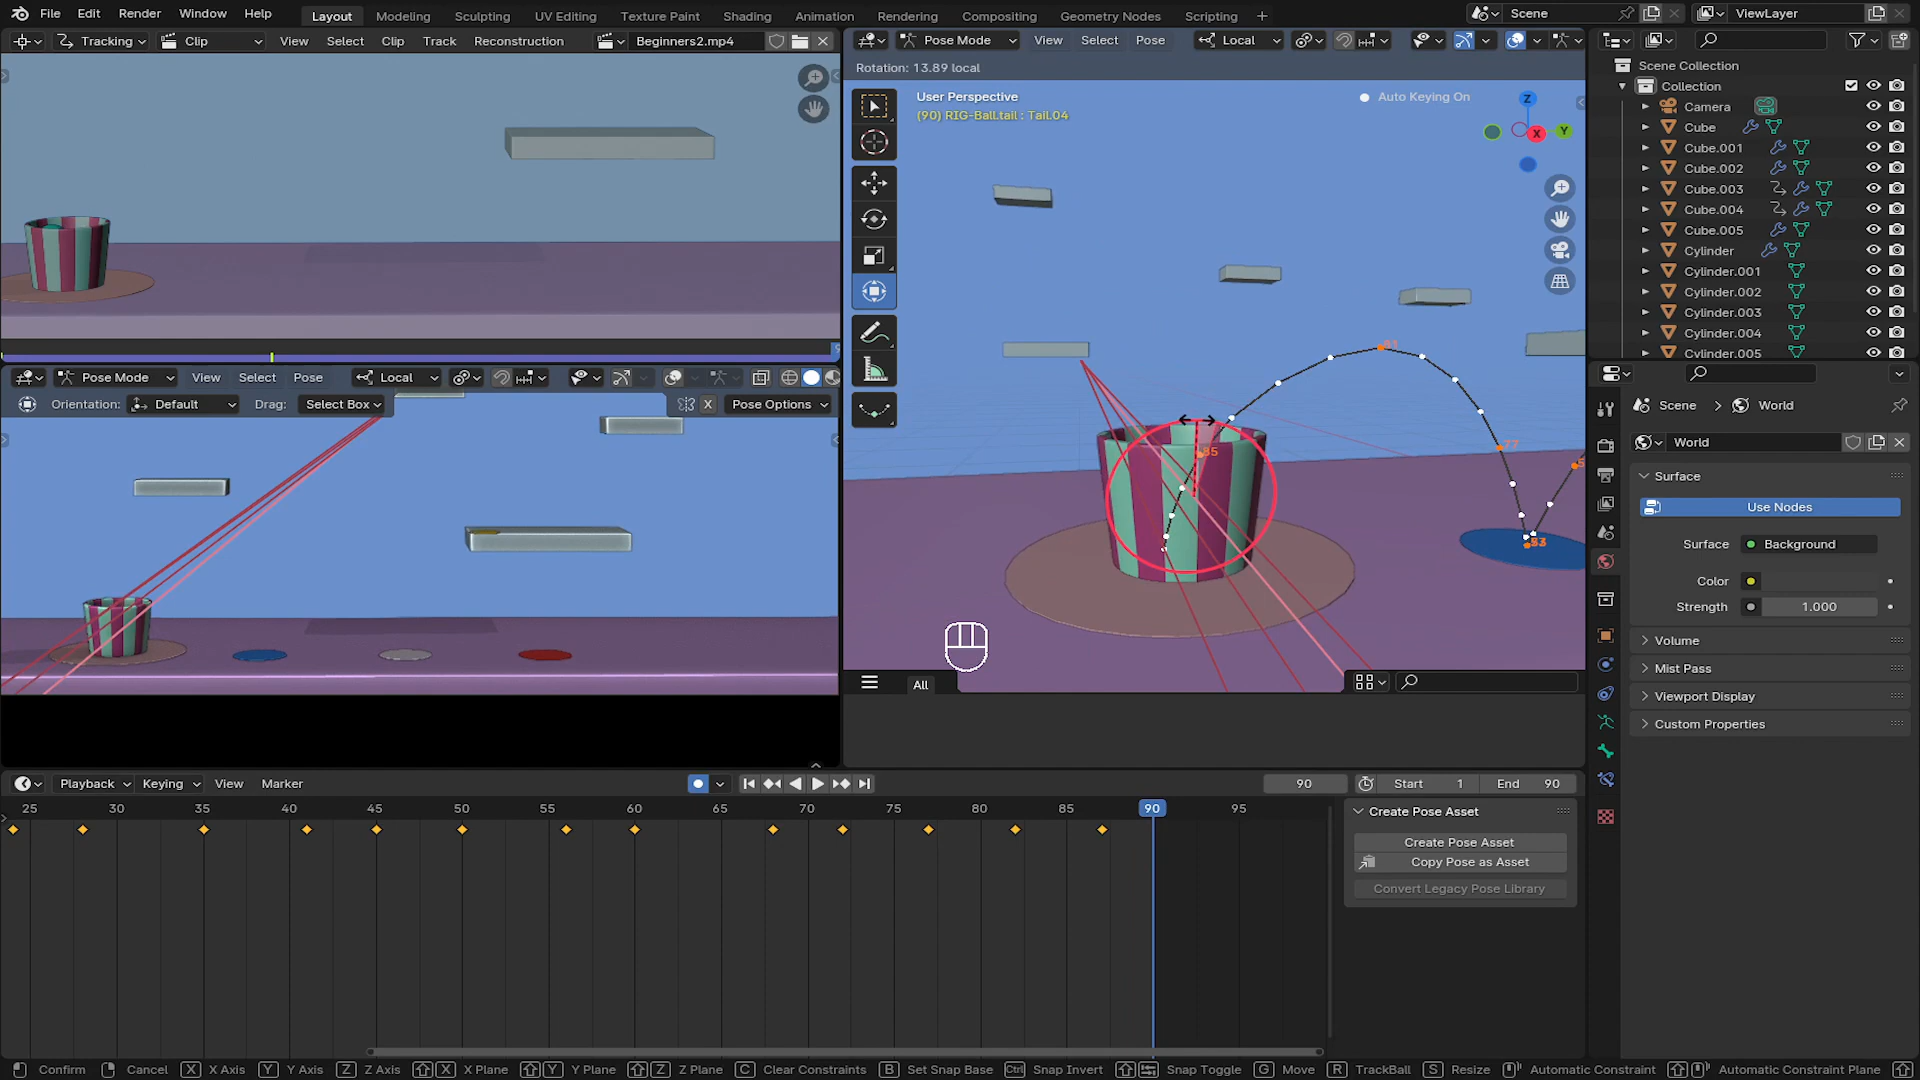 File Edit Render Window Help Layout Modeling Sculpting UV Editing Texture Paint Shading Animation Rendering Compositing Geometry Nodes Scripting + Scene ViewLayer
Tracking Clip View Select Clip Track Reconstruction Beginners2.mp4
Pose Mode View Select Pose Local
Rotation: 13.89 local
User Perspective
(90) RIG-Ball.tail : Tail.04
Auto Keying On
Z
X
Y
77
Scene Collection
Collection
Camera
Cube
Cube.001
Cube.002
Cube.003
Cube.004
Cube.005
Cylinder
Cylinder.001
Cylinder.002
Cylinder.003
Cylinder.004
Cylinder.005
Pose Mode View Select Pose Local
Orientation: Default Drag: Select Box X Pose Options
All
Scene > World
World
Surface
Use Nodes
Surface Background
Color
Strength 1.000
Volume
Mist Pass
Viewport Display
Custom Properties
Playback Keying View Marker 90 Start 1 End 90
25 30 35 40 45 50 55 60 65 70 75 80 85 90 95
Create Pose Asset
Create Pose Asset
Copy Pose as Asset
Convert Legacy Pose Library
Confirm Cancel X X Axis Y Y Axis Z Z Axis X X Plane Y Y Plane Z Z Plane C Clear Constraints B Set Snap Base Ctrl Snap Invert Snap Toggle G Move R TrackBall S Resize Automatic Constraint Automatic Constraint Plane